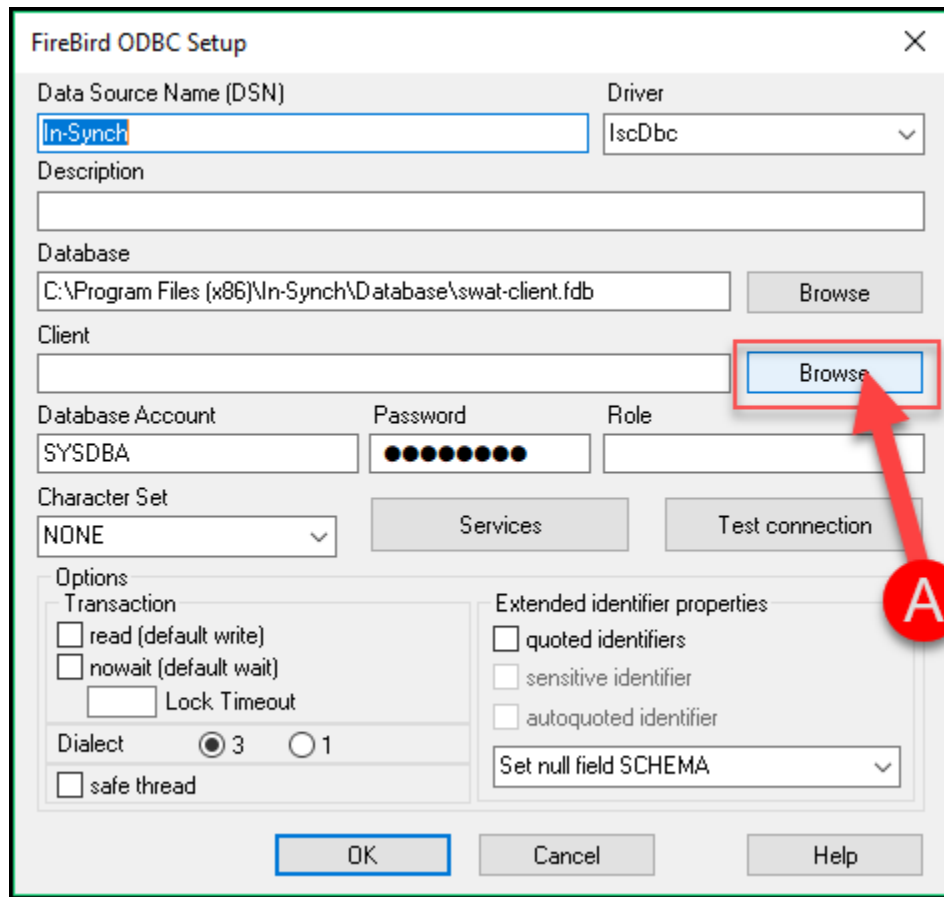 FireBird ODBC Setup
Data Source Name (DSN) Driver
In-Synch IscDbc
Description
Database
C:\Program Files (x86)\In-Synch\Database\swat-client.fdb Browse
Client
Browse
Database Account Password Role
SYSDBA ●●●●●●●●
Character Set
NONE Services Test connection
Options
Transaction Extended identifier properties
A
read (default write) quoted identifiers
nowait (default wait) sensitive identifier
Lock Timeout autoquoted identifier
Dialect 3 1
Set null field SCHEMA
safe thread
OK Cancel Help